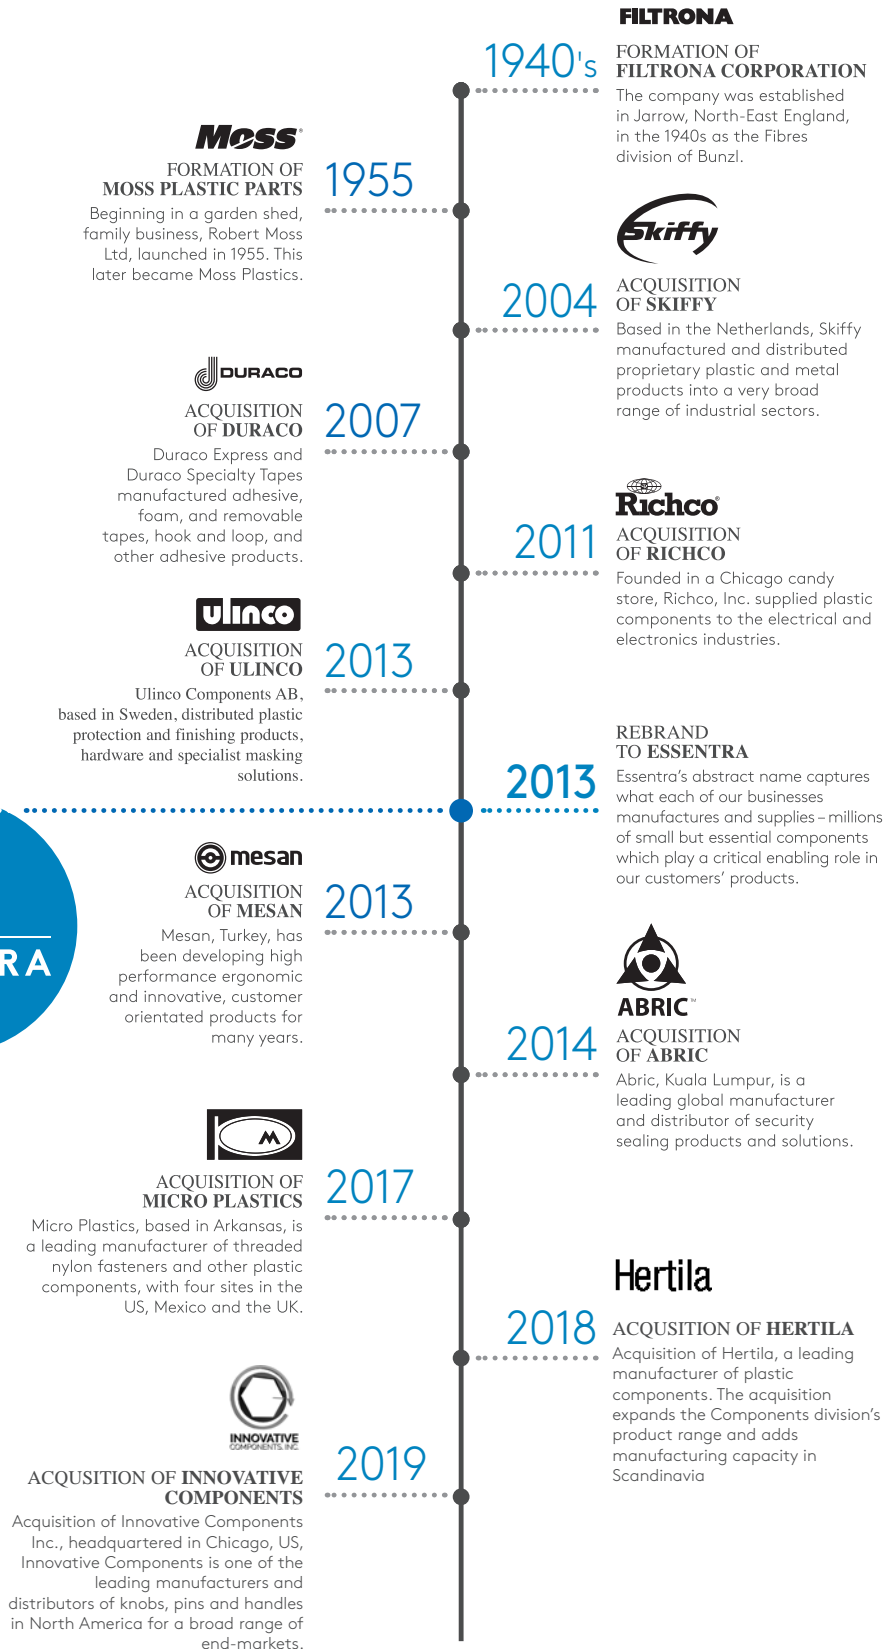 FILTRONA
1940's
FORMATION OF
FILTRONA CORPORATION
The company was established
in Jarrow, North-East England,
in the 1940s as the Fibres
division of Bunzl.
Moss®
FORMATION OF
MOSS PLASTIC PARTS
1955
Beginning in a garden shed,
family business, Robert Moss
Ltd, launched in 1955. This
later became Moss Plastics.
Skiffy
ACQUISITION
OF SKIFFY
2004
Based in the Netherlands, Skiffy
manufactured and distributed
proprietary plastic and metal
products into a very broad
range of industrial sectors.
DURACO
ACQUISITION
OF DURACO
2007
Duraco Express and
Duraco Specialty Tapes
manufactured adhesive,
foam, and removable
tapes, hook and loop, and
other adhesive products.
Richco®
ACQUISITION
OF RICHCO
2011
Founded in a Chicago candy
store, Richco, Inc. supplied plastic
components to the electrical and
electronics industries.
ulinco
ACQUISITION
OF ULINCO
2013
Ulinco Components AB,
based in Sweden, distributed plastic
protection and finishing products,
hardware and specialist masking
solutions.
REBRAND
TO ESSENTRA
2013
Essentra's abstract name captures
what each of our businesses
manufactures and supplies – millions
of small but essential components
which play a critical enabling role in
our customers' products.
RA
mesan
ACQUISITION
OF MESAN
2013
Mesan, Turkey, has
been developing high
performance ergonomic
and innovative, customer
orientated products for
many years.
ABRIC™
ACQUISITION
OF ABRIC
2014
Abric, Kuala Lumpur, is a
leading global manufacturer
and distributor of security
sealing products and solutions.
M
ACQUISITION OF
MICRO PLASTICS
2017
Micro Plastics, based in Arkansas, is
a leading manufacturer of threaded
nylon fasteners and other plastic
components, with four sites in the
US, Mexico and the UK.
Hertila
2018
ACQUSITION OF HERTILA
Acquisition of Hertila, a leading
manufacturer of plastic
components. The acquisition
expands the Components division's
product range and adds
manufacturing capacity in
Scandinavia
INNOVATIVE
COMPONENTS, INC.
2019
ACQUSITION OF INNOVATIVE
COMPONENTS
Acquisition of Innovative Components
Inc., headquartered in Chicago, US,
Innovative Components is one of the
leading manufacturers and
distributors of knobs, pins and handles
in North America for a broad range of
end-markets.